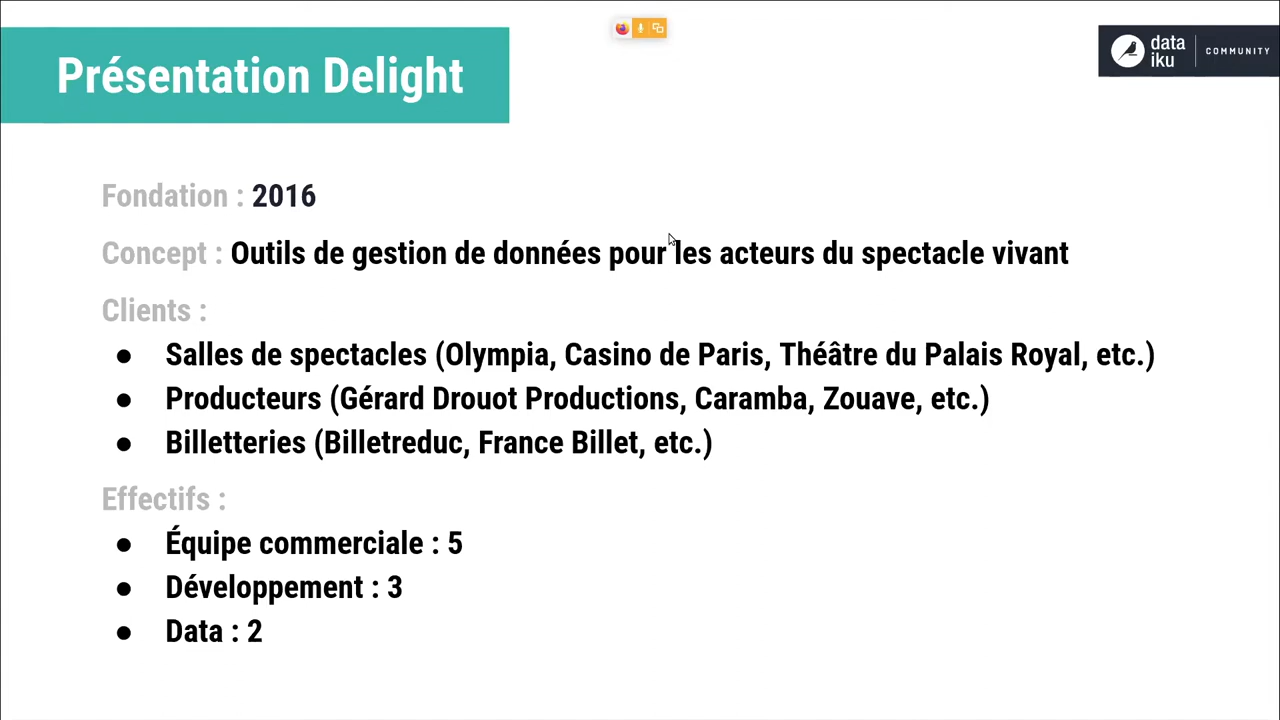 Présentation Delight
data
iku
COMMUNITY
Fondation : 2016
Concept : Outils de gestion de données pour les acteurs du spectacle vivant
Clients :
● Salles de spectacles (Olympia, Casino de Paris, Théâtre du Palais Royal, etc.)
● Producteurs (Gérard Drouot Productions, Caramba, Zouave, etc.)
● Billetteries (Billetreduc, France Billet, etc.)
Effectifs :
● Équipe commerciale : 5
● Développement : 3
● Data : 2